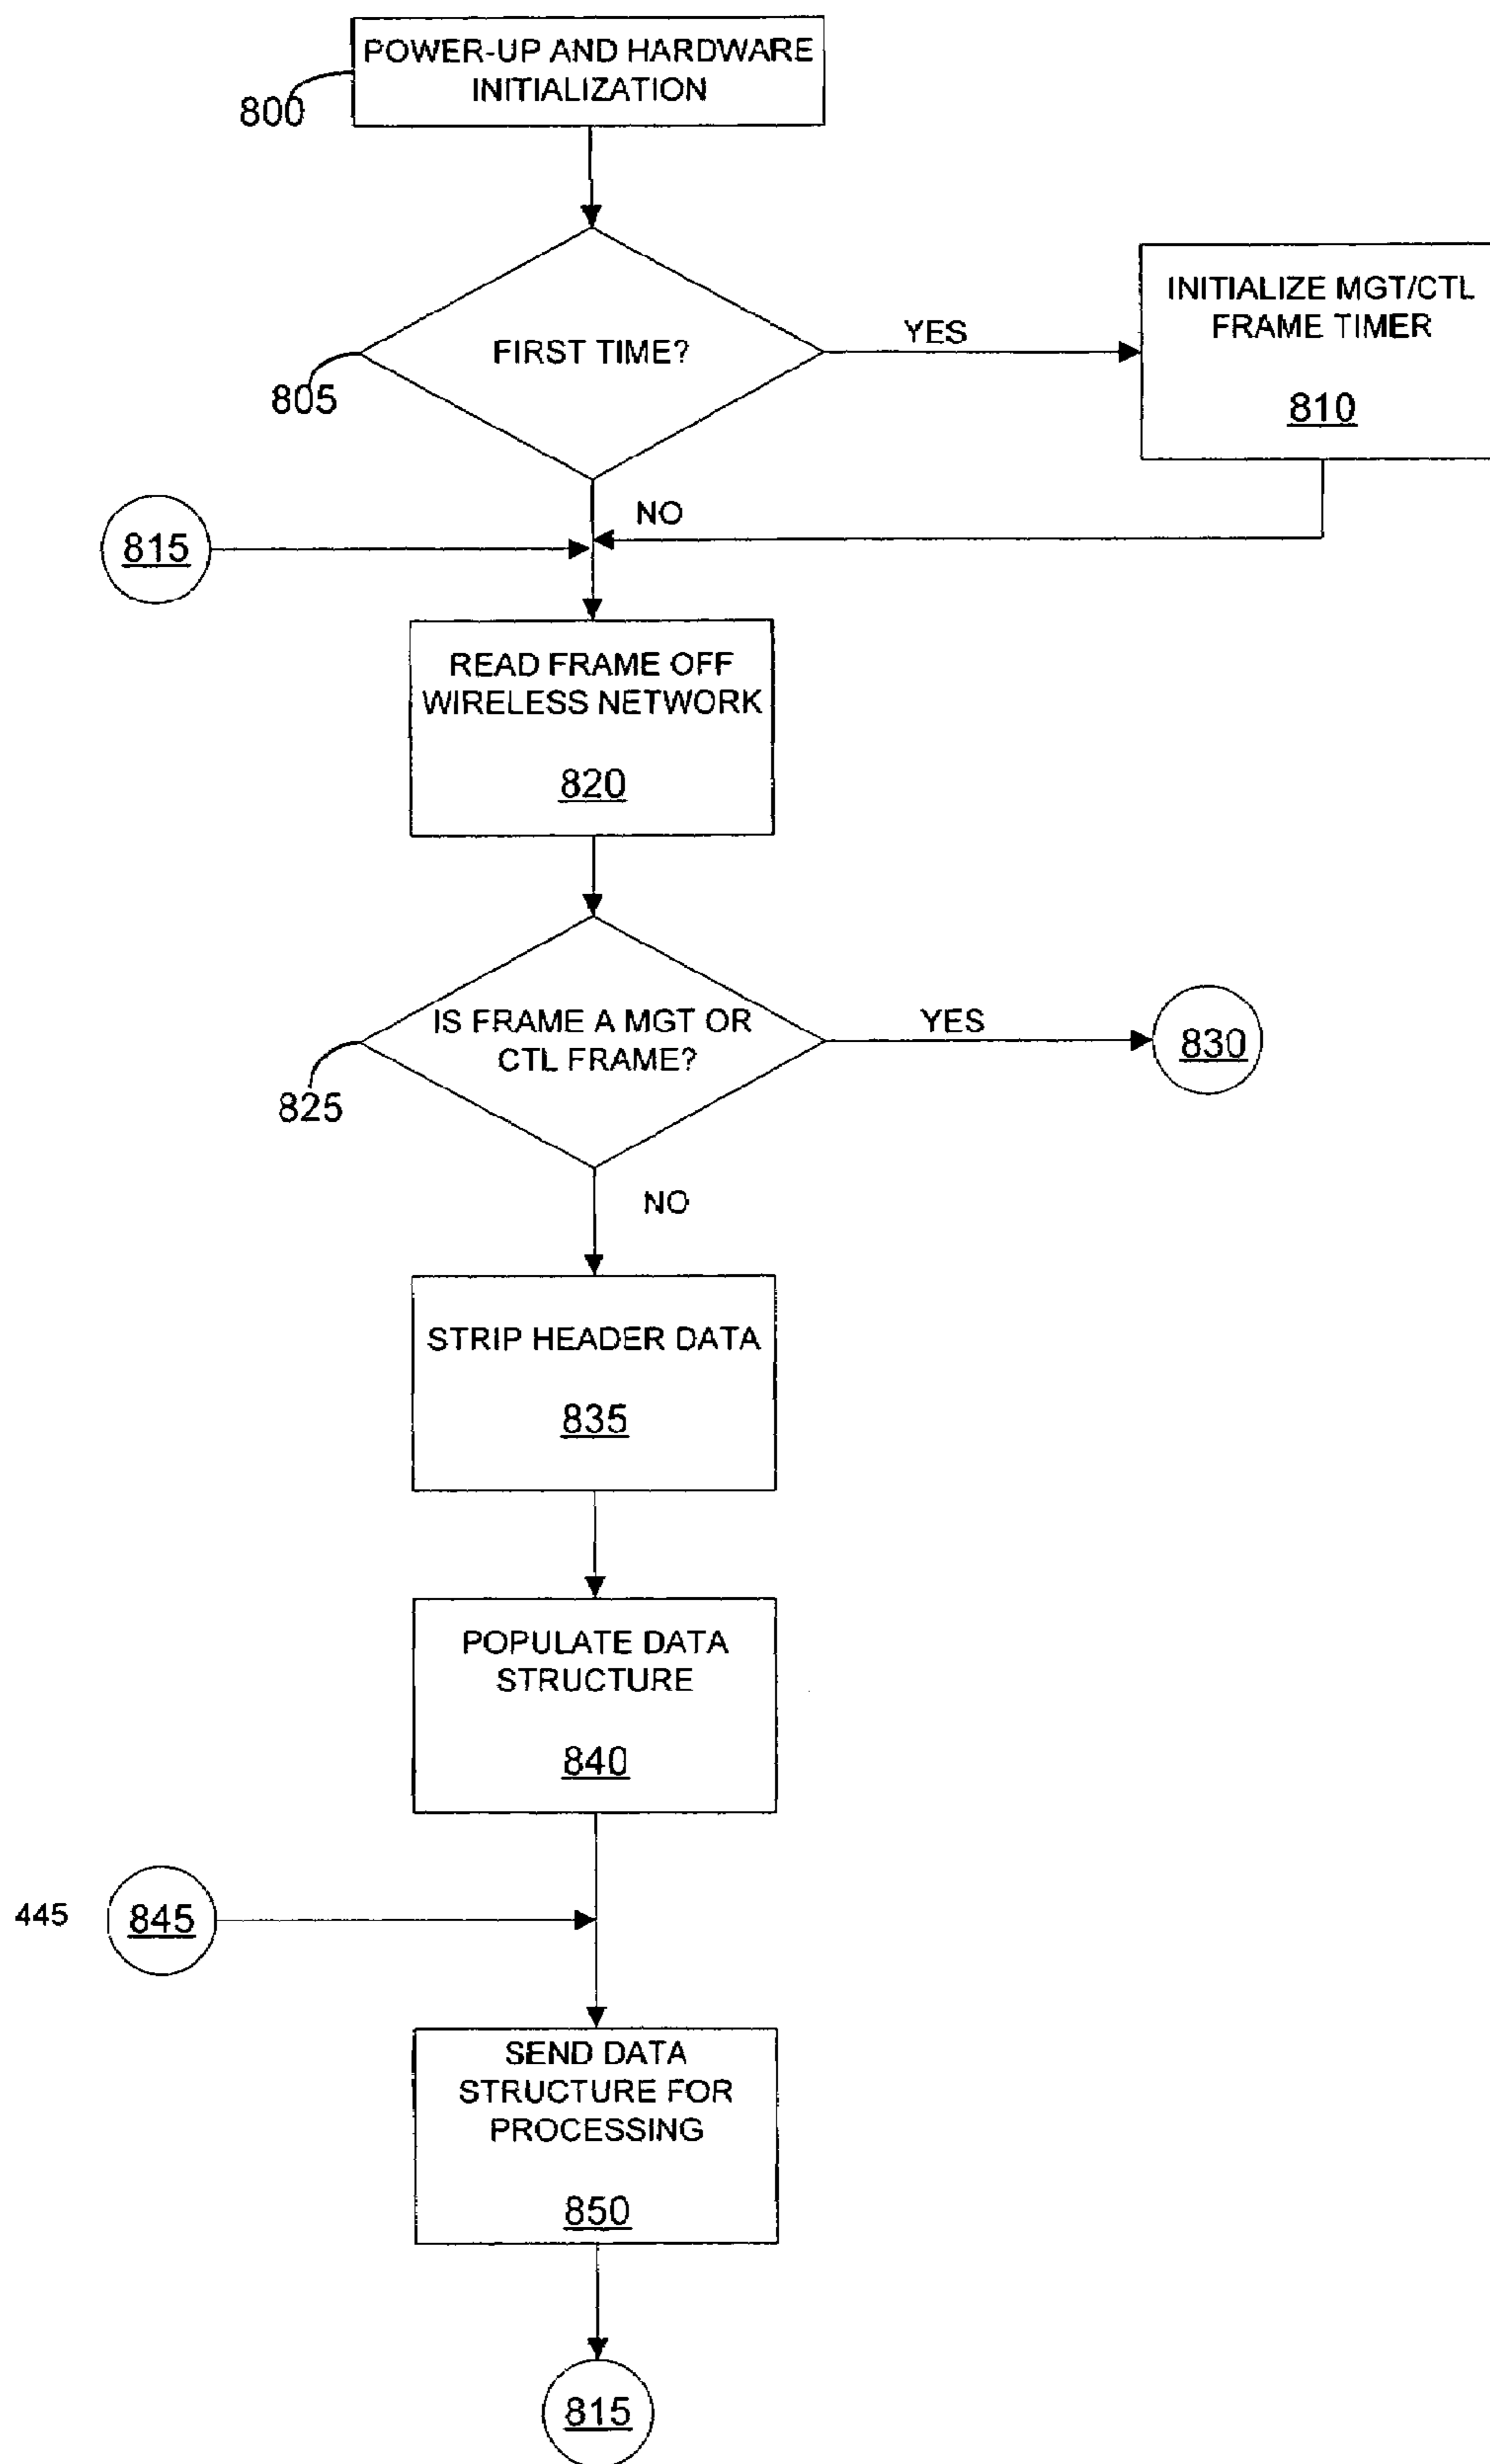 POWER-UP AND HARDWARE
INITIALIZATION
800
FIRST TIME?
805
YES
INITIALIZE MGT/CTL
FRAME TIMER
810
NO
815
READ FRAME OFF
WIRELESS NETWORK
820
IS FRAME A MGT OR
CTL FRAME?
825
YES
830
NO
STRIP HEADER DATA
835
POPULATE DATA
STRUCTURE
840
445
845
SEND DATA
STRUCTURE FOR
PROCESSING
850
815